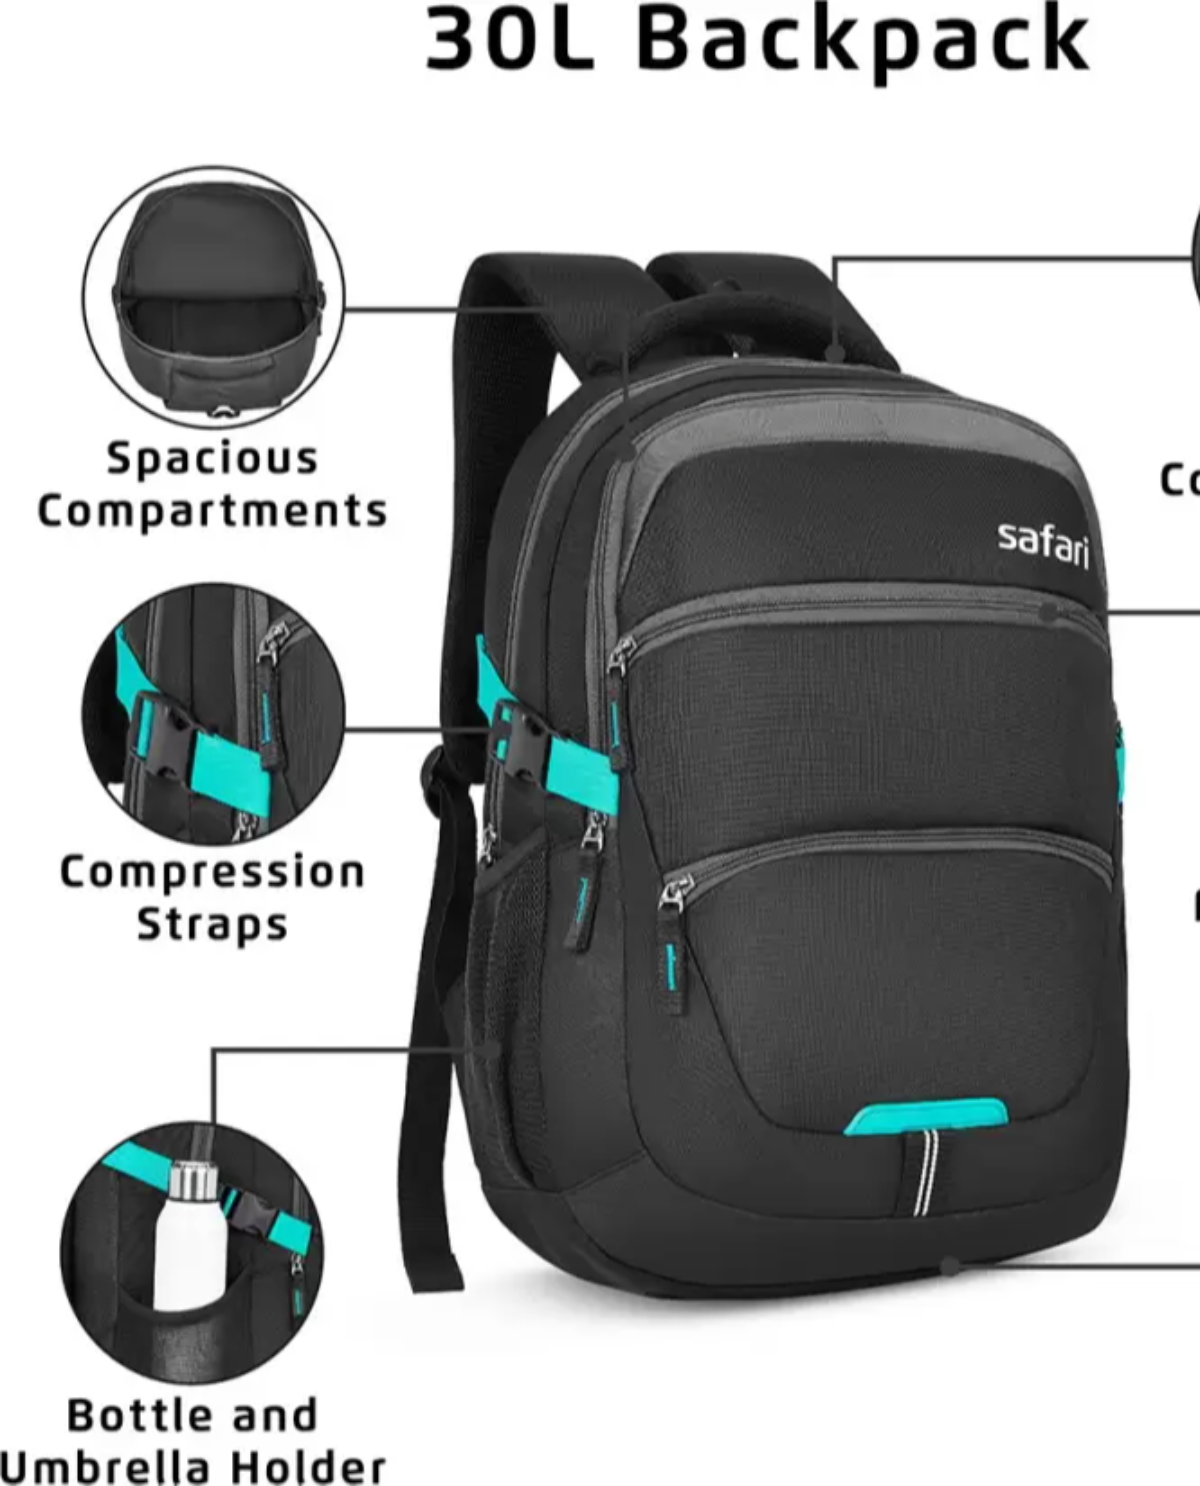 30L Backpack
Spacious
Compartments
safari
Compression
Straps
Bottle and
Umbrella Holder